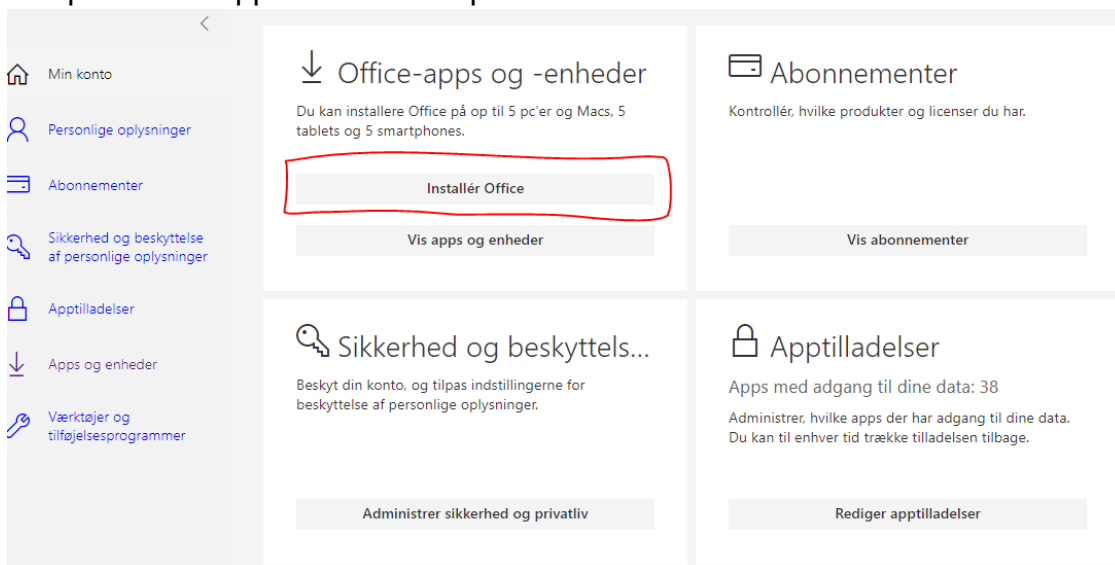 Min konto
Personlige oplysninger
Abonnementer
Sikkerhed og beskyttelse
af personlige oplysninger
Apptilladelser
Apps og enheder
Værktøjer og
tilføjelsesprogrammer
Office-apps og -enheder
Du kan installere Office på op til 5 pc'er og Macs, 5
tablets og 5 smartphones.
Installér Office
Vis apps og enheder
Abonnementer
Kontrollér, hvilke produkter og licenser du har.
Vis abonnementer
Sikkerhed og beskyttels...
Beskyt din konto, og tilpas indstillingerne for
beskyttelse af personlige oplysninger.
Administrer sikkerhed og privatliv
Apptilladelser
Apps med adgang til dine data: 38
Administrer, hvilke apps der har adgang til dine data.
Du kan til enhver tid trække tilladelsen tilbage.
Rediger apptilladelser